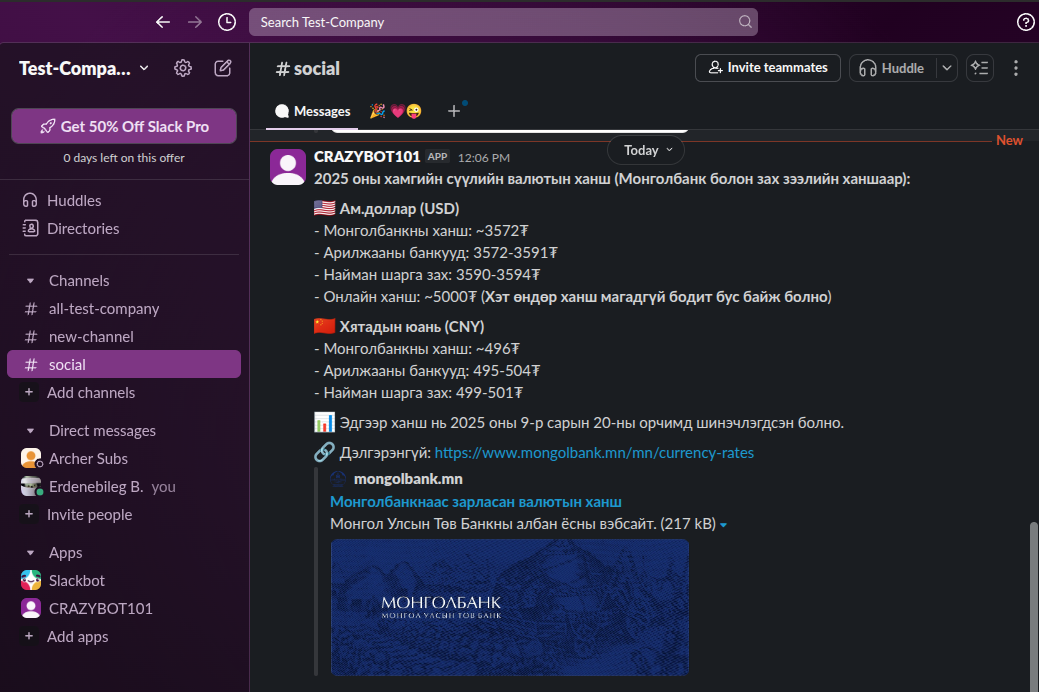 Search Test-Company
Test-Compa...
Get 50% Off Slack Pro
0 days left on this offer
Huddles
Directories
Channels
# all-test-company
# new-channel
# social
+ Add channels
Direct messages
Archer Subs
Erdenebileg B. you
+ Invite people
Apps
Slackbot
CRAZYBOT101
+ Add apps
# social
Invite teammates
Huddle
Messages
🎉 💗😜
+
Today
New
CRAZYBOT101 APP 12:06 PM
2025 оны хамгийн сүүлийн валютын ханш (Монголбанк болон зах зээлийн ханшаар):
🇺🇸 Ам.доллар (USD)
- Монголбанкны ханш: ~3572₮
- Арилжааны банкууд: 3572-3591₮
- Найман шарга зах: 3590-3594₮
- Онлайн ханш: ~5000₮ (Хэт өндөр ханш магадгүй бодит бус байж болно)
🇨🇳 Хятадын юань (CNY)
- Монголбанкны ханш: ~496₮
- Арилжааны банкууд: 495-504₮
- Найман шарга зах: 499-501₮
📊 Эдгээр ханш нь 2025 оны 9-р сарын 20-ны орчимд шинэчлэгдсэн болно.
🔗 Дэлгэрэнгүй: https://www.mongolbank.mn/mn/currency-rates
mongolbank.mn
Монголбанкнаас зарласан валютын ханш
Монгол Улсын Төв Банкны албан ёсны вэбсайт. (217 kB)
МОНГОЛБАНК
МОНГОЛ УЛСЫН ТӨВ БАНК